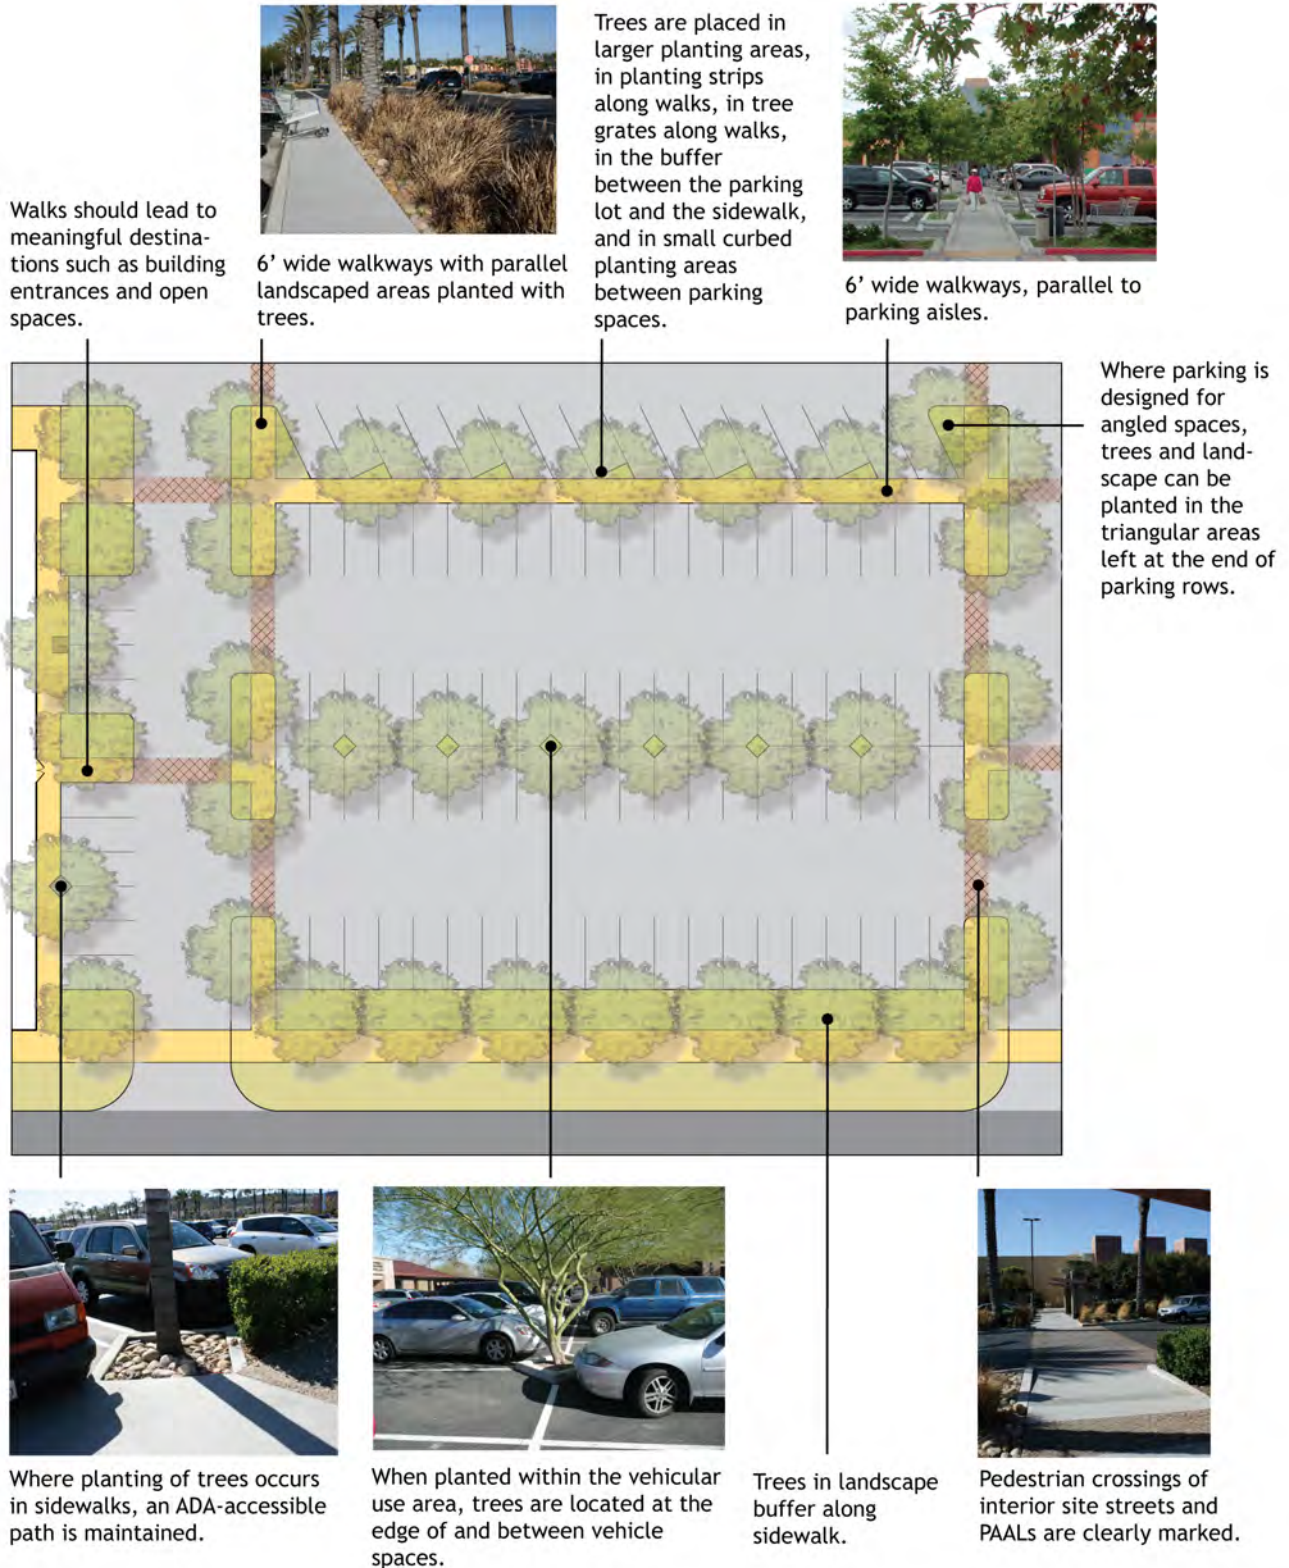 Walks should lead to
meaningful destina-
tions such as building
entrances and open
spaces.
6’ wide walkways with parallel
landscaped areas planted with
trees.
Trees are placed in
larger planting areas,
in planting strips
along walks, in tree
grates along walks,
in the buffer
between the parking
lot and the sidewalk,
and in small curbed
planting areas
between parking
spaces.
6’ wide walkways, parallel to
parking aisles.
Where parking is
designed for
angled spaces,
trees and land-
scape can be
planted in the
triangular areas
left at the end of
parking rows.
Where planting of trees occurs
in sidewalks, an ADA-accessible
path is maintained.
When planted within the vehicular
use area, trees are located at the
edge of and between vehicle
spaces.
Trees in landscape
buffer along
sidewalk.
Pedestrian crossings of
interior site streets and
PAALs are clearly marked.